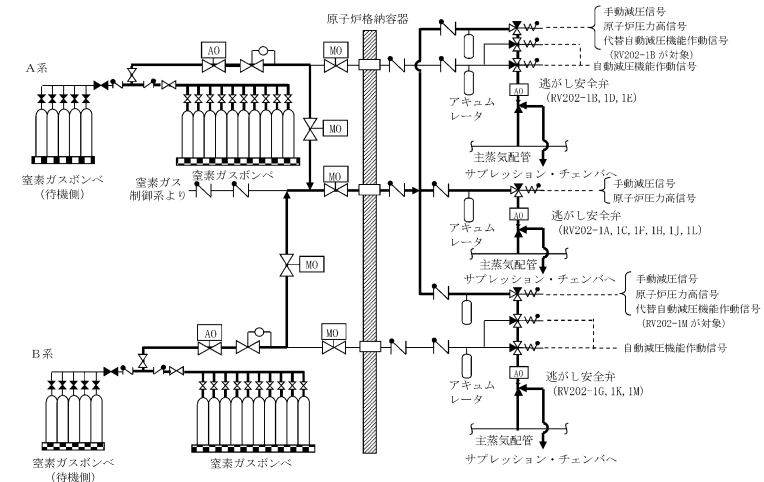 原子炉格納容器
手動減圧信号
原子炉圧力高信号
代替自動減圧機能作動信号
(RV202-1Bが対象)
自動減圧機能作動信号
AO
MO
A系
アキュム
レータ
逃がし安全弁
(RV202-1B, 1D, 1E)
AO
MO
主蒸気配管
サプレッション・チェンバへ
窒素ガスボンベ
(待機側)
窒素ガスボンベ
窒素ガス
制御系より
MO
手動減圧信号
原子炉圧力高信号
アキュム
レータ
AO
逃がし安全弁
(RV202-1A, 1C, 1F, 1H, 1J, 1L)
主蒸気配管
サプレッション・チェンバへ
MO
手動減圧信号
原子炉圧力高信号
代替自動減圧機能作動信号
(RV202-1Mが対象)
自動減圧機能作動信号
AO
MO
B系
アキュム
レータ
AO
逃がし安全弁
(RV202-1G, 1K, 1M)
主蒸気配管
サプレッション・チェンバへ
窒素ガスボンベ
(待機側)
窒素ガスボンベ